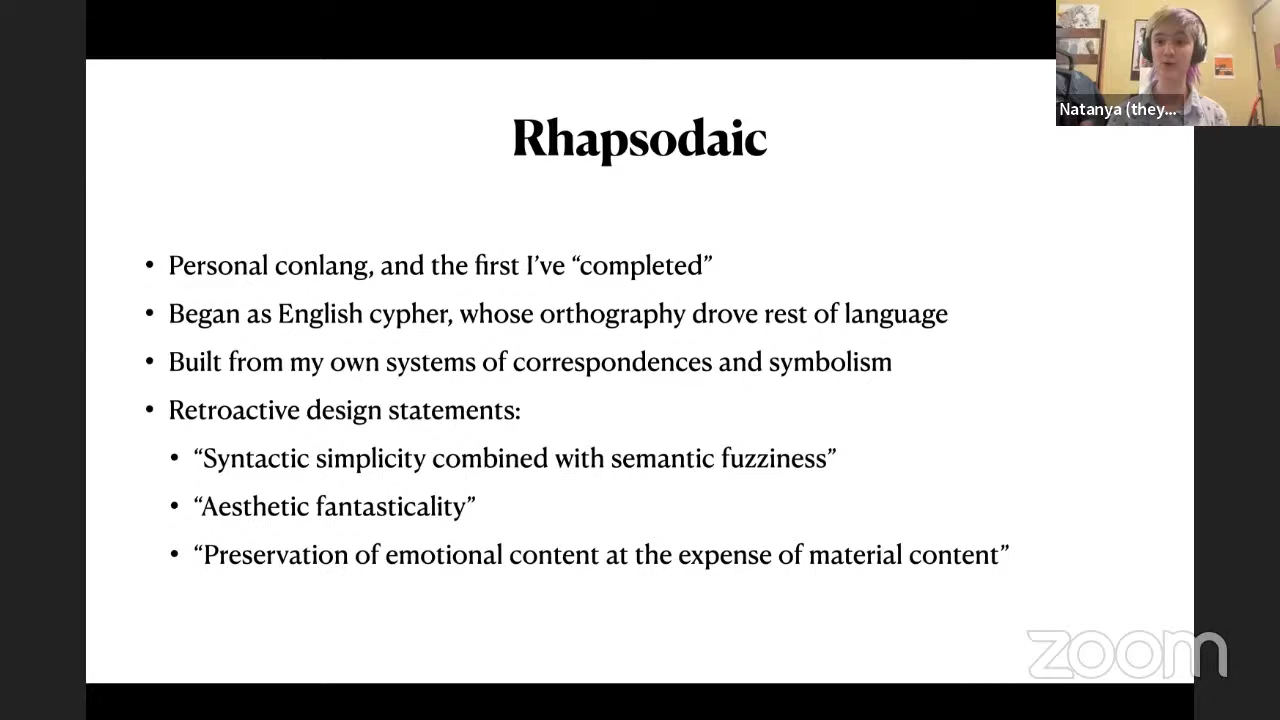 Natanya (they...
Rhapsodaic
• Personal conlang, and the first I’ve “completed”
• Began as English cypher, whose orthography drove rest of language
• Built from my own systems of correspondences and symbolism
• Retroactive design statements:
• “Syntactic simplicity combined with semantic fuzziness”
• “Aesthetic fantasticality”
• “Preservation of emotional content at the expense of material content”
zoom